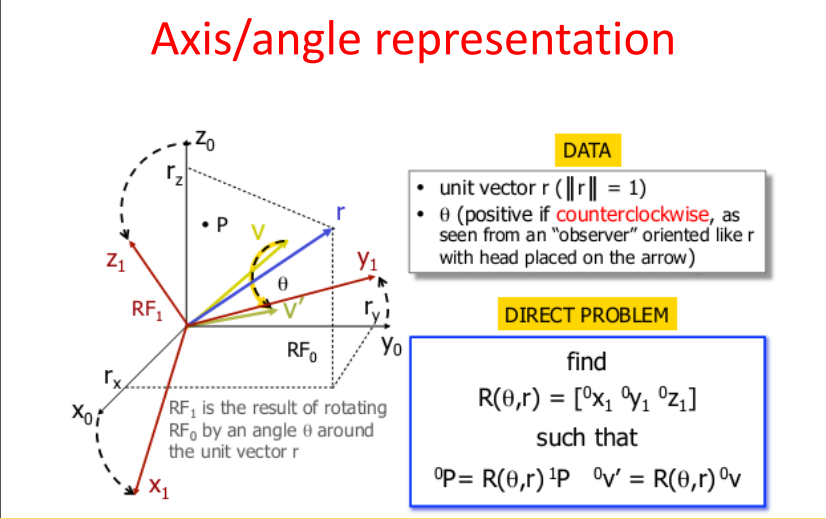 Axis/angle representation
z₀
r_z
P
v
r
z₁
y₁
θ
RF₁
v'
r_y
RF₀
y₀
r_x
x₀
RF₁ is the result of rotating
RF₀ by an angle θ around
the unit vector r
x₁
DATA
• unit vector r (‖r‖ = 1)
• θ (positive if counterclockwise, as
seen from an “observer” oriented like r
with head placed on the arrow)
DIRECT PROBLEM
find
R(θ,r) = [⁰x₁ ⁰y₁ ⁰z₁]
such that
⁰P= R(θ,r) ¹P ⁰v′ = R(θ,r) ⁰v